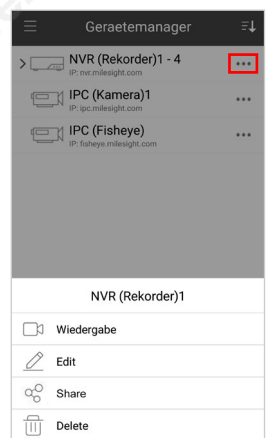 Geraetemanager
NVR (Rekorder)1 - 4
IP: nvr.milesight.com
IPC (Kamera)1
IP: ipc.milesight.com
IPC (Fisheye)
IP: fisheye.milesight.com
NVR (Rekorder)1
Wiedergabe
Edit
Share
Delete